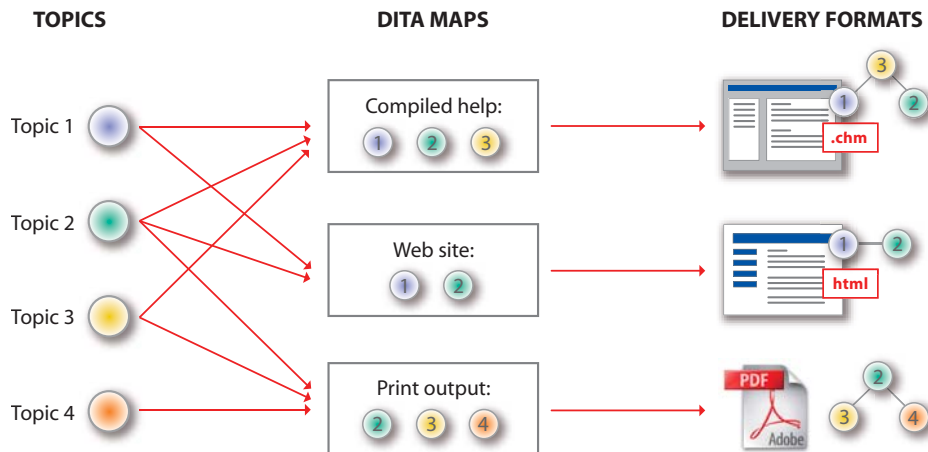 TOPICS
DITA MAPS
DELIVERY FORMATS
Topic 1
Topic 2
Topic 3
Topic 4
Compiled help:
1 2 3
Web site:
1 2
Print output:
2 3 4
3
1 2
.chm
1 2
html
PDF
Adobe
2
3 4